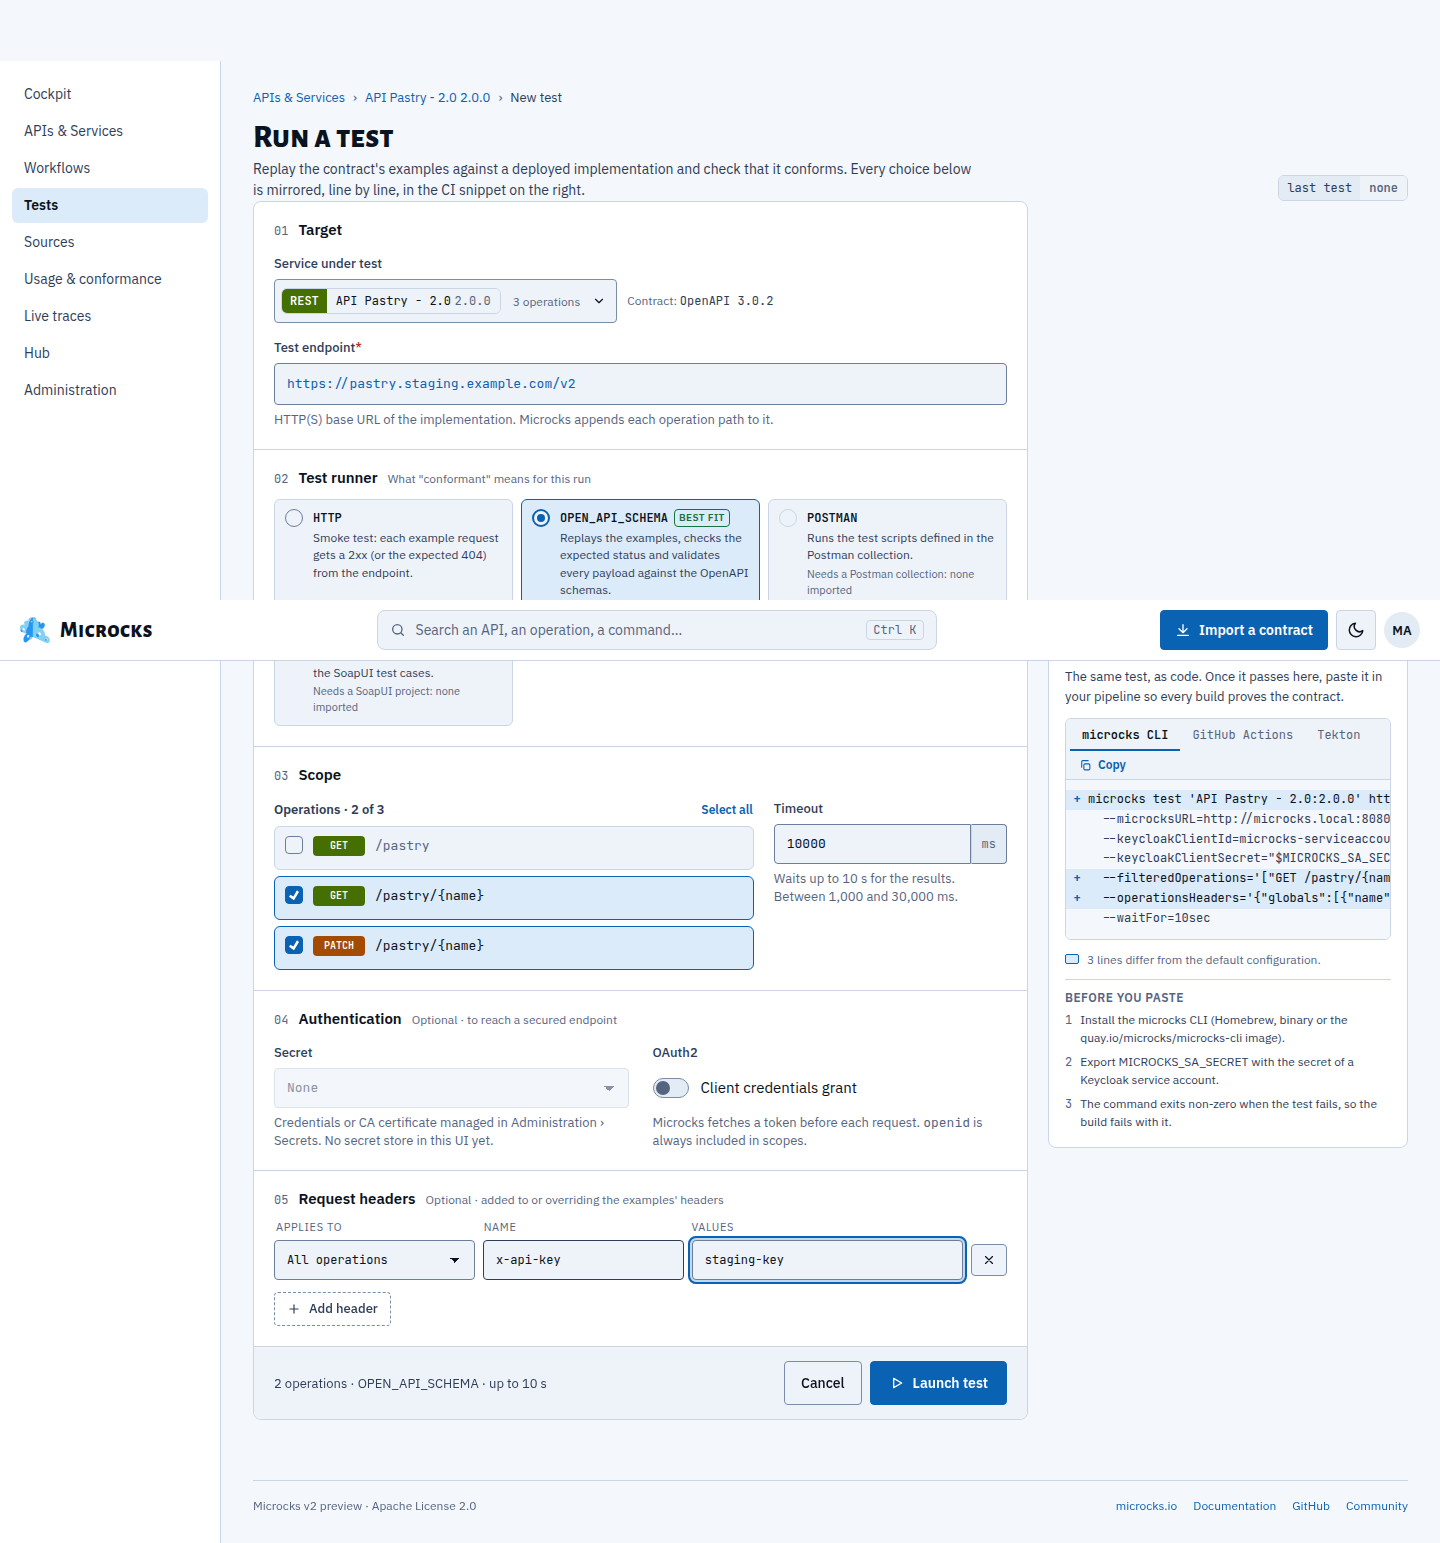 Cockpit
APIs & Services
Workflows
Tests
Sources
Usage & conformance
Live traces
Hub
Administration
APIs & Services › API Pastry - 2.0 2.0.0 › New test
Run a test
Replay the contract's examples against a deployed implementation and check that it conforms. Every choice below
is mirrored, line by line, in the CI snippet on the right.
last test none
01 Target
Service under test
REST API Pastry - 2.0 2.0.0 3 operations
Contract: OpenAPI 3.0.2
Test endpoint*
https://pastry.staging.example.com/v2
HTTP(S) base URL of the implementation. Microcks appends each operation path to it.
02 Test runner What "conformant" means for this run
HTTP
Smoke test: each example request
gets a 2xx (or the expected 404)
from the endpoint.
OPEN_API_SCHEMA BEST FIT
Replays the examples, checks the
expected status and validates
every payload against the OpenAPI
schemas.
POSTMAN
Runs the test scripts defined in the
Postman collection.
Needs a Postman collection: none
imported
Microcks
Search an API, an operation, a command...
Ctrl K
Import a contract
MA
the SoapUI test cases.
Needs a SoapUI project: none
imported
03 Scope
Operations · 2 of 3
Select all
GET /pastry
GET /pastry/{name}
PATCH /pastry/{name}
Timeout
10000 ms
Waits up to 10 s for the results.
Between 1,000 and 30,000 ms.
04 Authentication Optional · to reach a secured endpoint
Secret
None
Credentials or CA certificate managed in Administration ›
Secrets. No secret store in this UI yet.
OAuth2
Client credentials grant
Microcks fetches a token before each request. openid is
always included in scopes.
05 Request headers Optional · added to or overriding the examples' headers
APPLIES TO NAME VALUES
All operations x-api-key staging-key
Add header
2 operations · OPEN_API_SCHEMA · up to 10 s
Cancel
Launch test
The same test, as code. Once it passes here, paste it in
your pipeline so every build proves the contract.
microcks CLI GitHub Actions Tekton
Copy
+ microcks test 'API Pastry - 2.0:2.0.0' htt
--microcksURL=http://microcks.local:8080
--keycloakClientId=microcks-serviceaccou
--keycloakClientSecret="$MICROCKS_SA_SEC
+ --filteredOperations='["GET /pastry/{nam
+ --operationsHeaders='{"globals":[{"name"
--waitFor=10sec
3 lines differ from the default configuration.
BEFORE YOU PASTE
1 Install the microcks CLI (Homebrew, binary or the
quay.io/microcks/microcks-cli image).
2 Export MICROCKS_SA_SECRET with the secret of a
Keycloak service account.
3 The command exits non-zero when the test fails, so the
build fails with it.
Microcks v2 preview · Apache License 2.0
microcks.io Documentation GitHub Community